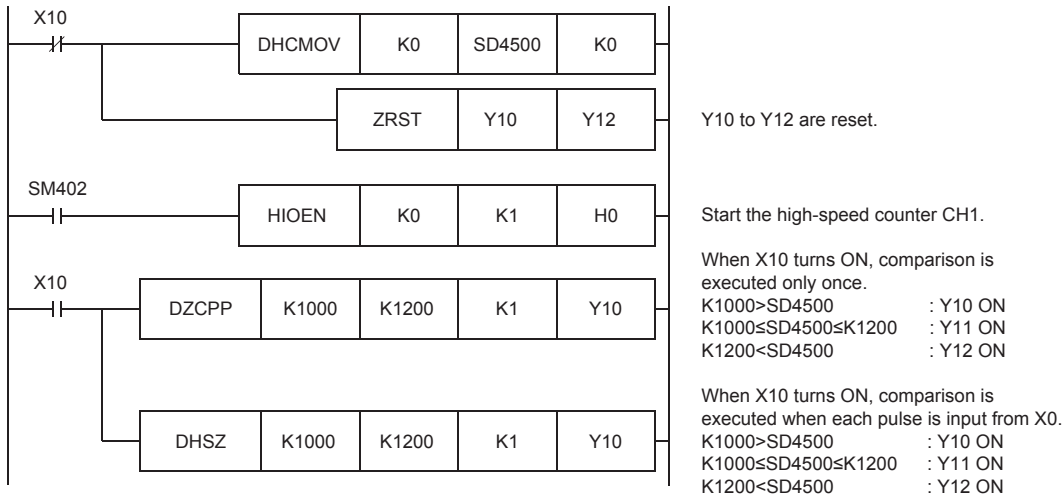 X10
DHCMOV K0 SD4500 K0
ZRST Y10 Y12 Y10 to Y12 are reset.
SM402
HIOEN K0 K1 H0 Start the high-speed counter CH1.
When X10 turns ON, comparison is
executed only once.
X10
DZCPP K1000 K1200 K1 Y10
K1000>SD4500 : Y10 ON
K1000≤SD4500≤K1200 : Y11 ON
K1200<SD4500 : Y12 ON
When X10 turns ON, comparison is
executed when each pulse is input from X0.
DHSZ K1000 K1200 K1 Y10
K1000>SD4500 : Y10 ON
K1000≤SD4500≤K1200 : Y11 ON
K1200<SD4500 : Y12 ON